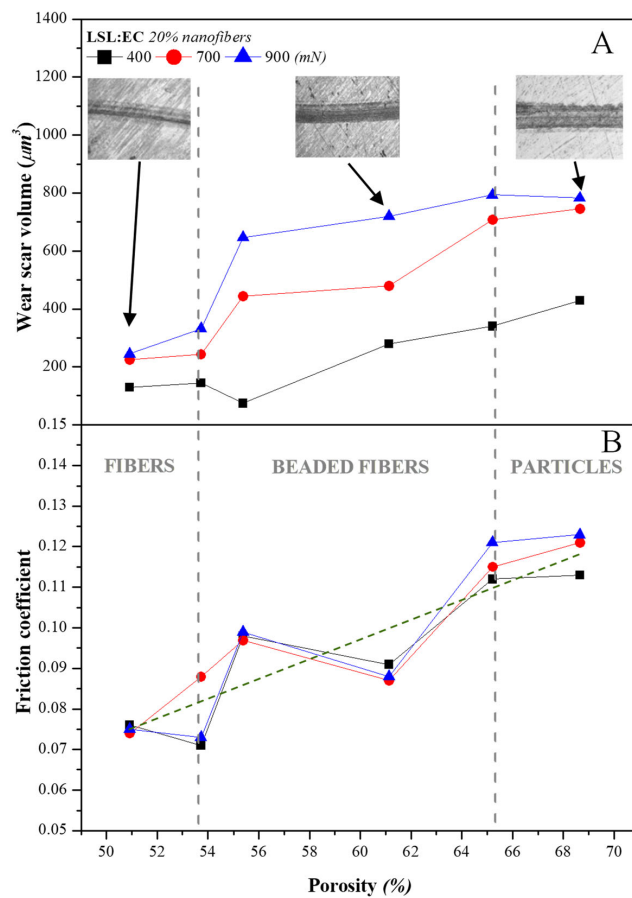 1400
LSL:EC 20% nanofibers
400 700 900 (mN)
A
1200
1000
800
600
400
200
Wear scar volume (μm³)
0.15
B
FIBERS BEADED FIBERS PARTICLES
0.14
0.13
0.12
0.11
0.10
0.09
0.08
0.07
0.06
0.05
Friction coefficient
50 52 54 56 58 60 62 64 66 68 70
Porosity (%)